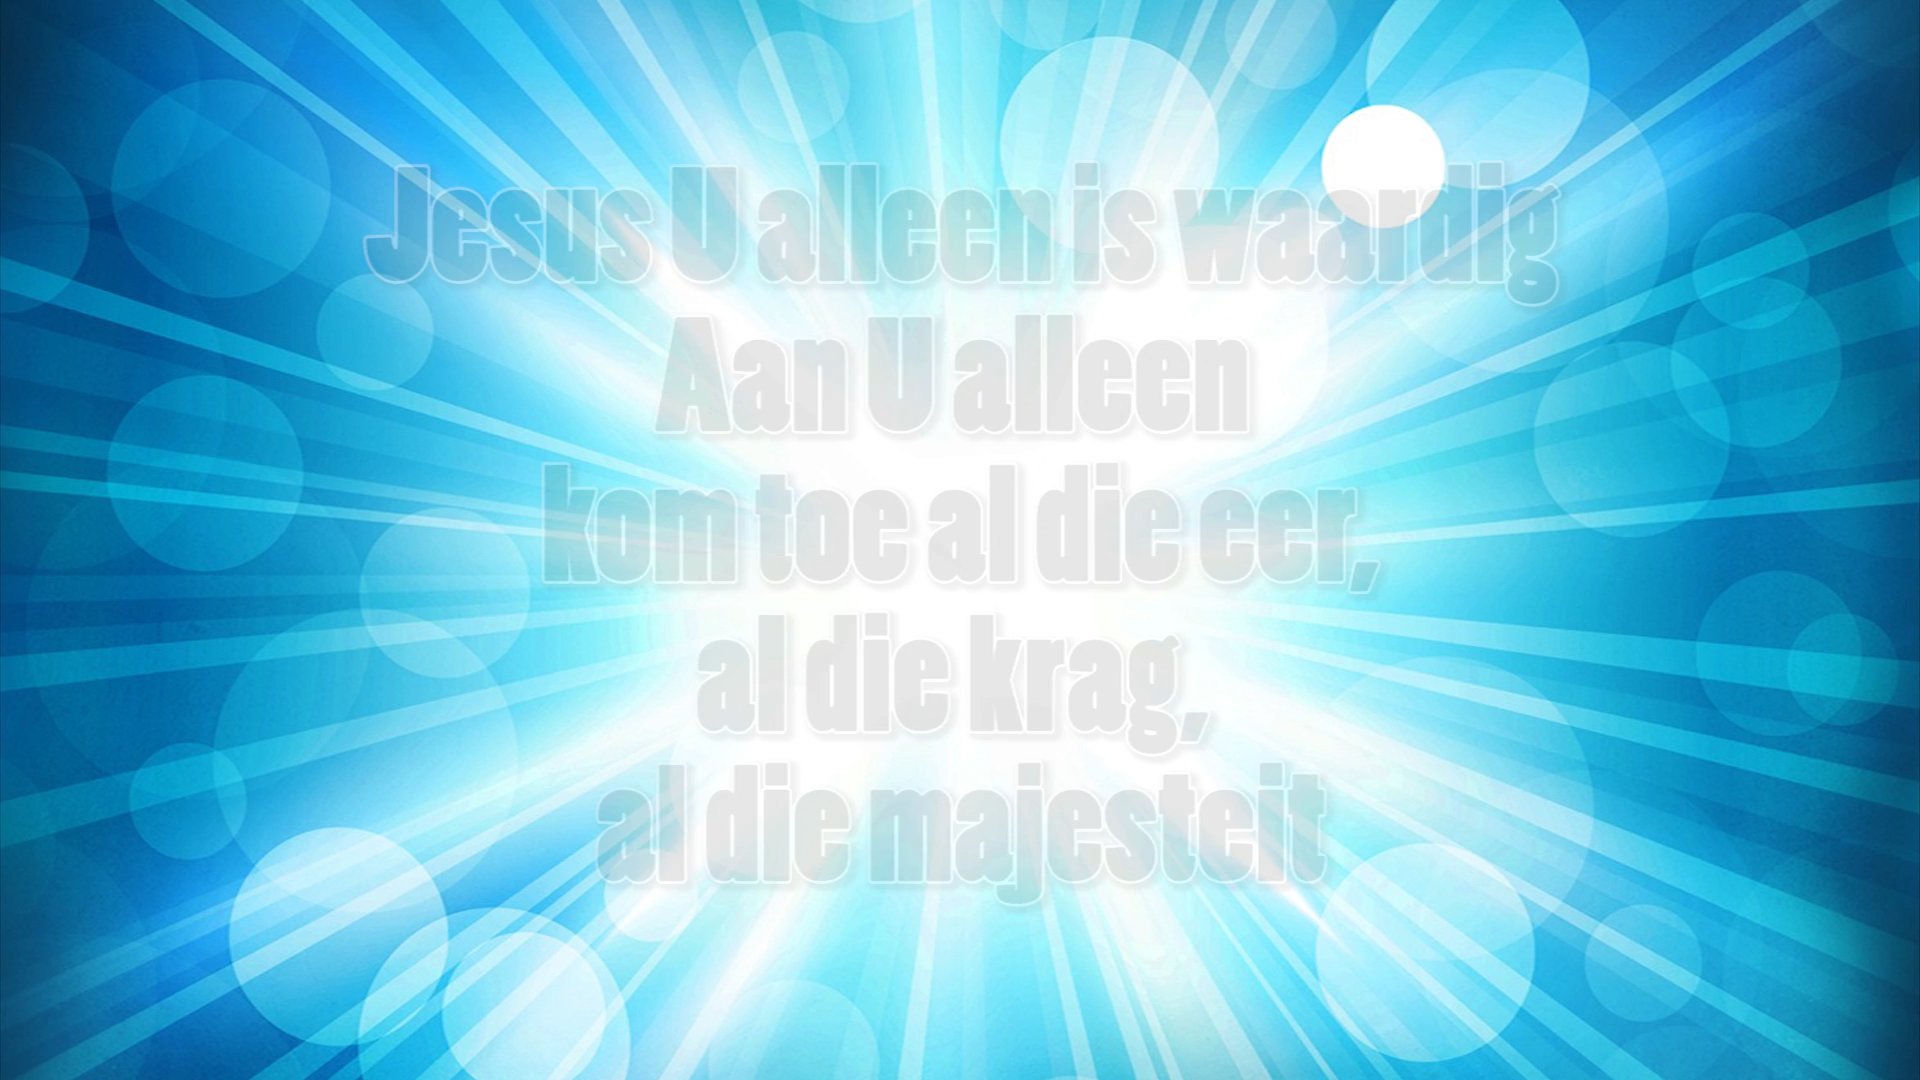 Jesus U alleen is waardig
Aan U alleen
kom toe al die eer,
al die krag,
al die majesteit